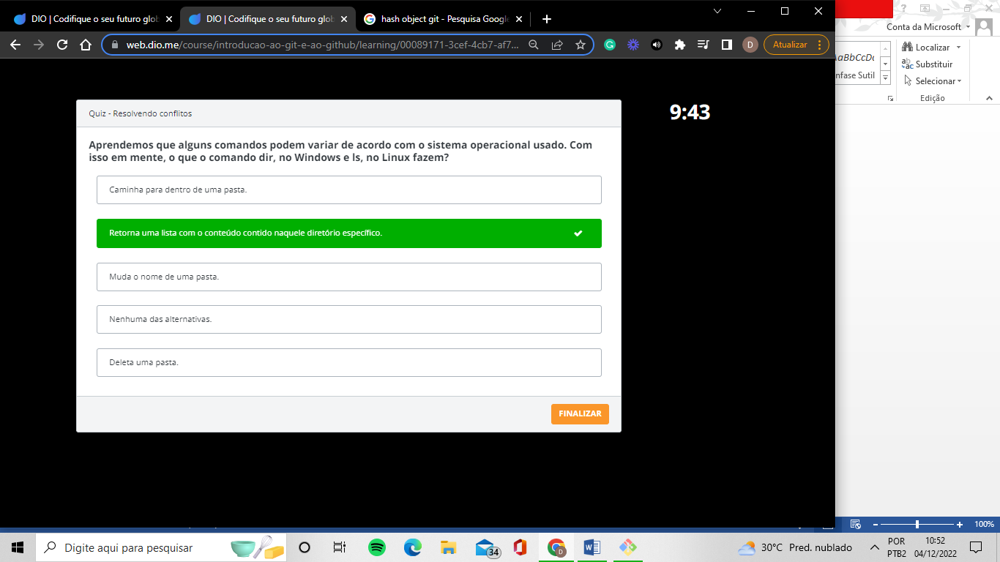 DIO | Codifique o seu futuro glob
DIO | Codifique o seu futuro glob
hash object git - Pesquisa Google
web.dio.me/course/introducao-ao-git-e-ao-github/learning/00089171-3cef-4cb7-af7...
D
Atualizar
Conta da Microsoft
AaBbCcDc
nfase Sutil
Localizar
Substituir
Selecionar
Edição
Quiz - Resolvendo conflitos
9:43
Aprendemos que alguns comandos podem variar de acordo com o sistema operacional usado. Com
isso em mente, o que o comando dir, no Windows e ls, no Linux fazem?
Caminha para dentro de uma pasta.
Retorna uma lista com o conteúdo contido naquele diretório específico.
Muda o nome de uma pasta.
Nenhuma das alternativas.
Deleta uma pasta.
FINALIZAR
100%
Digite aqui para pesquisar
34
D
30°C Pred. nublado
POR
PTB2
10:52
04/12/2022